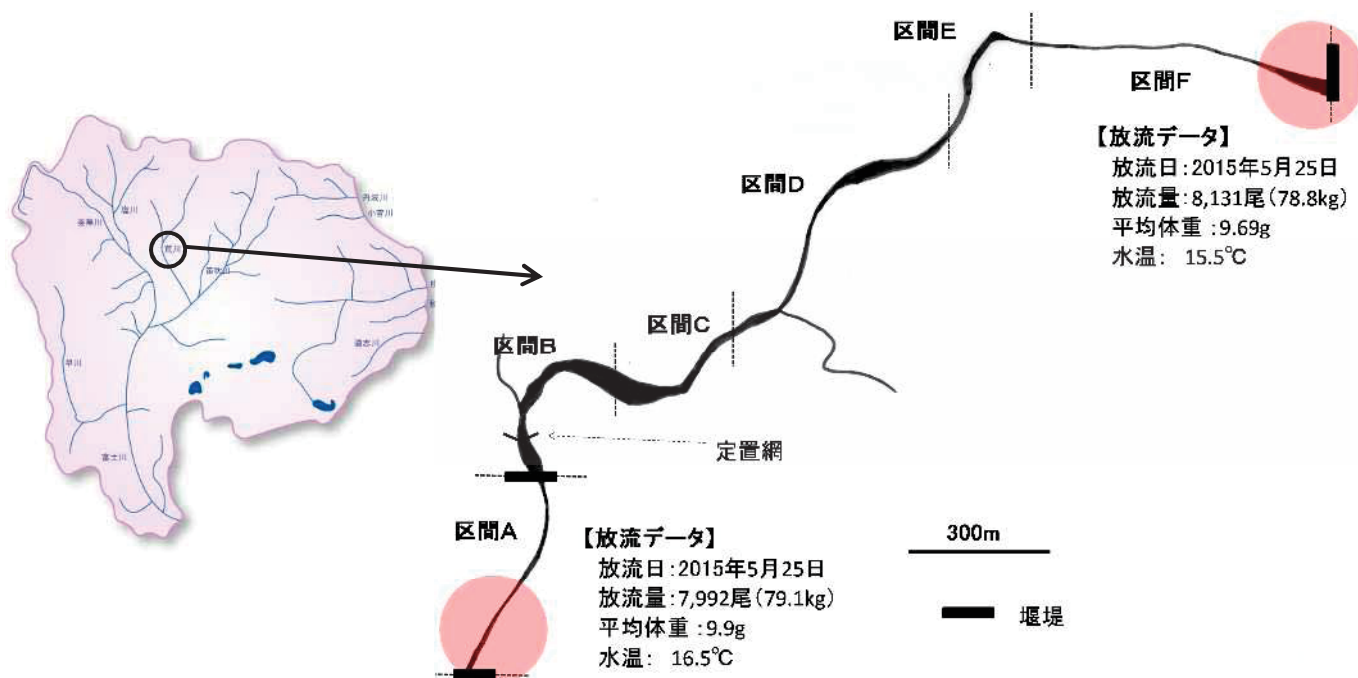 区間E
区間F
【放流データ】
放流日:2015年5月25日
放流量:8,131尾(78.8kg)
平均体重:9.69g
水温: 15.5℃
区間D
丹波川
小菅川
塩川
荒川
笛吹川
区間C
区間B
道志川
早川
定置網
富士川
区間A
【放流データ】
放流日:2015年5月25日
放流量:7,992尾(79.1kg)
平均体重:9.9g
水温: 16.5℃
300m
堰堤